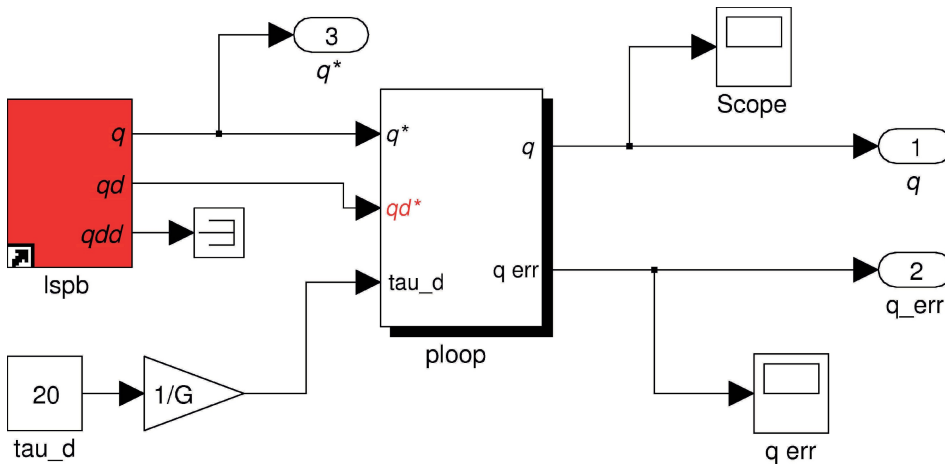 3
q*
Scope
q
q*
q
1
q
qd
qd*
qdd
lspb
tau_d
q err
2
q_err
ploop
20
1/G
tau_d
q err